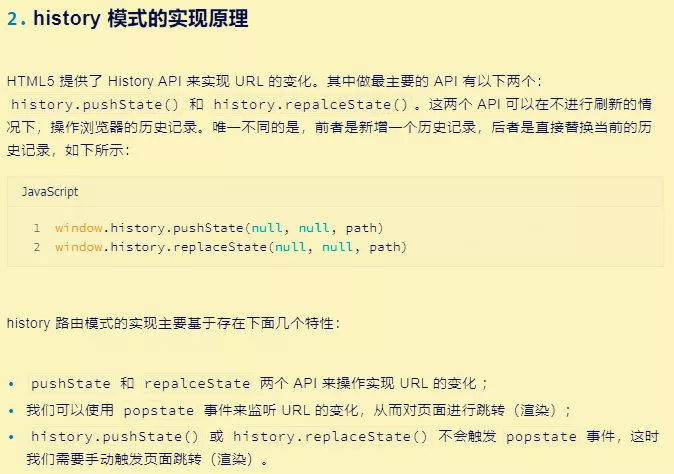 2. history 模式的实现原理
HTML5 提供了 History API 来实现 URL 的变化。其中做最主要的 API 有以下两个：
history.pushState() 和 history.repalceState() 。这两个 API 可以在不进行刷新的情
况下，操作浏览器的历史记录。唯一不同的是，前者是新增一个历史记录，后者是直接替换当前的历
史记录，如下所示：
JavaScript
1 window.history.pushState(null, null, path)
2 window.history.replaceState(null, null, path)
history 路由模式的实现主要基于存在下面几个特性：
• pushState 和 repalceState 两个 API 来操作实现 URL 的变化 ；
• 我们可以使用 popstate 事件来监听 URL 的变化，从而对页面进行跳转（渲染）；
• history.pushState() 或 history.replaceState() 不会触发 popstate 事件，这时
我们需要手动触发页面跳转（渲染）。